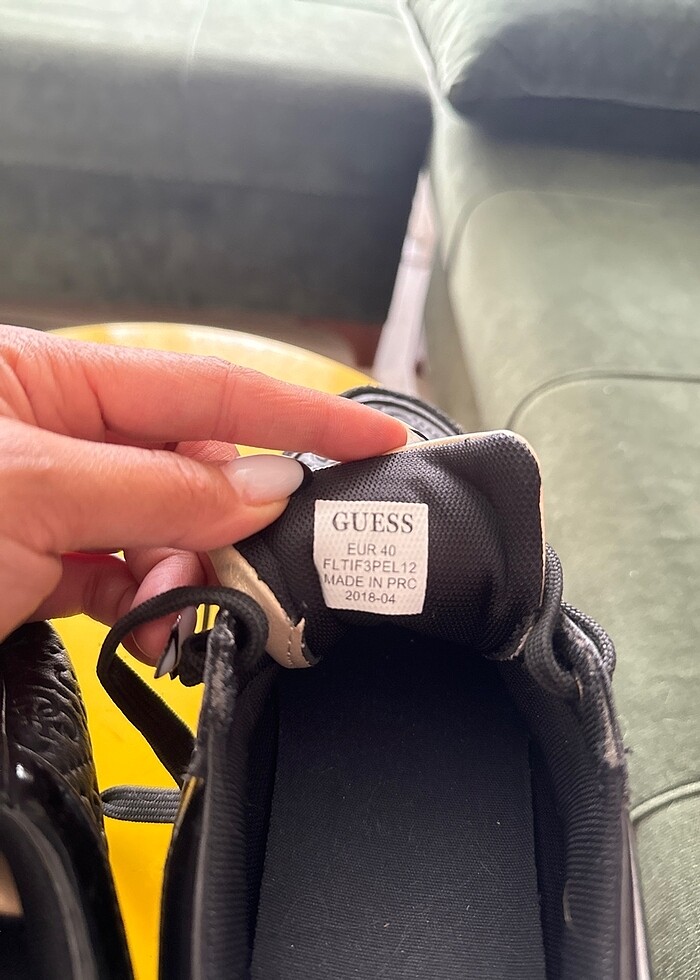 GUESS
EUR 40
FLTIF3PEL12
MADE IN PRC
2018-04